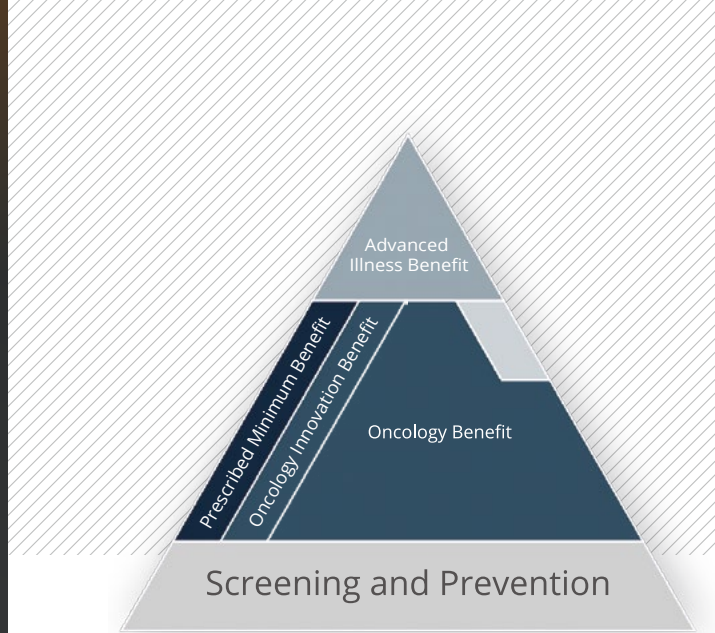 Advanced
Illness Benefit
Prescribed Minimum Benefit
Oncology Innovation Benefit
Oncology Benefit
Screening and Prevention